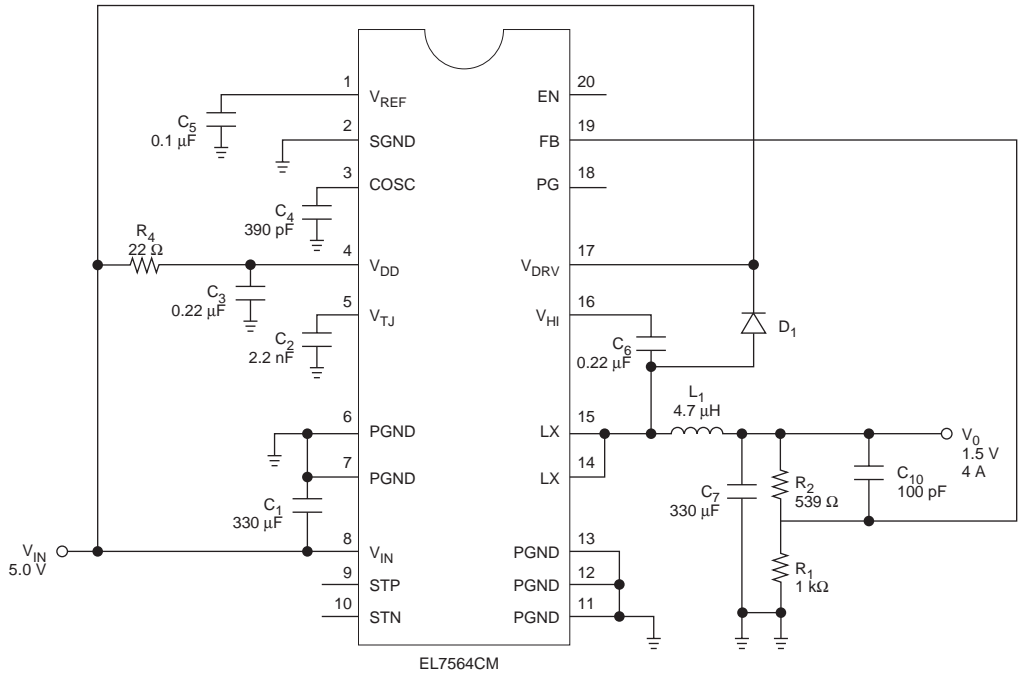 1
VREF
C5
0.1 µF
2
SGND
3
COSC
C4
390 pF
R4
22 Ω
4
VDD
C3
0.22 µF
5
VTJ
C2
2.2 nF
6
PGND
7
PGND
C1
330 µF
VIN
5.0 V
8
VIN
9
STP
10
STN
20
EN
19
FB
18
PG
17
VDRV
16
VHI
D1
C6
0.22 µF
L1
4.7 µH
15
LX
14
LX
V0
1.5 V
4 A
C7
330 µF
R2
539 Ω
C10
100 pF
R1
1 kΩ
13
PGND
12
PGND
11
PGND
EL7564CM